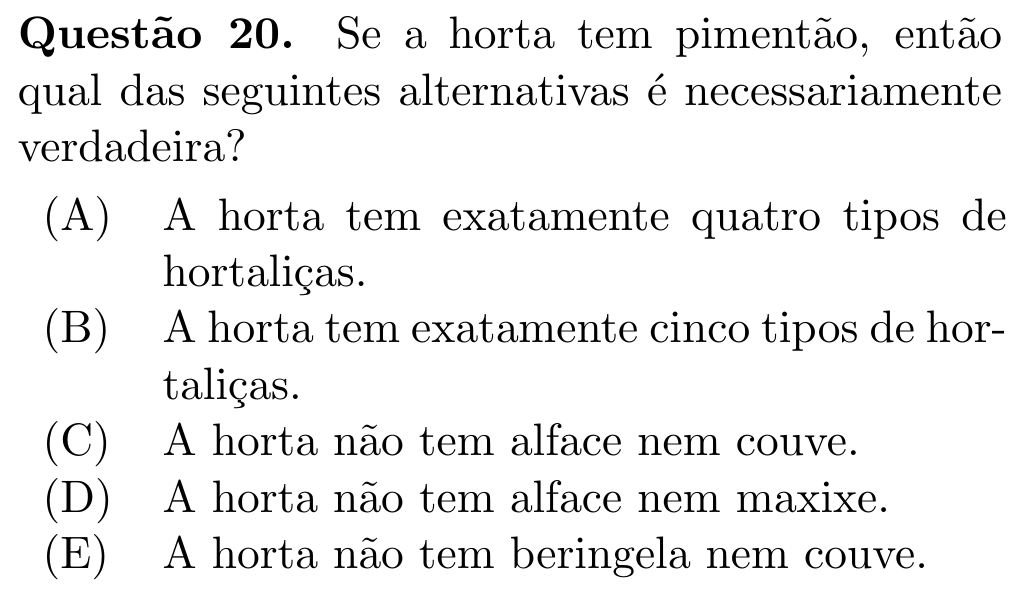 Questão 20. Se a horta tem pimentão, então
qual das seguintes alternativas é necessariamente
verdadeira?
(A) A horta tem exatamente quatro tipos de
hortaliças.
(B) A horta tem exatamente cinco tipos de hor-
taliças.
(C) A horta não tem alface nem couve.
(D) A horta não tem alface nem maxixe.
(E) A horta não tem beringela nem couve.